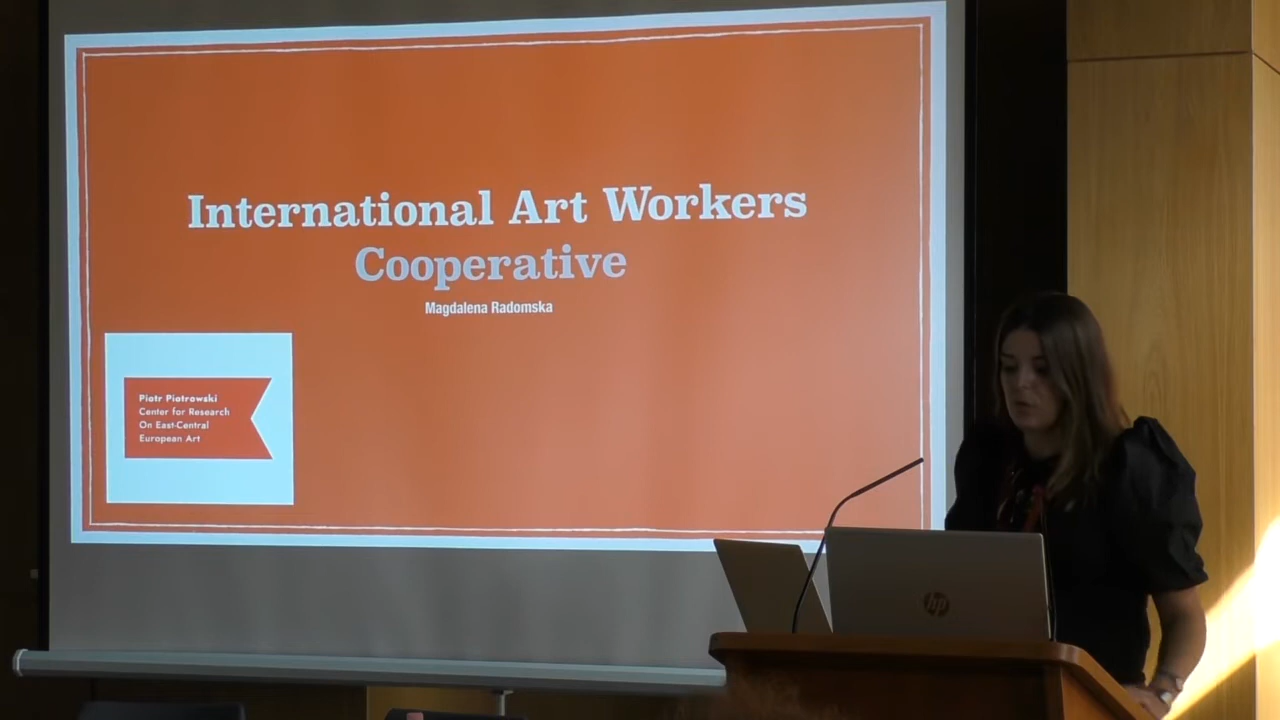 International Art Workers
Cooperative
Magdalena Radomska
Piotr Piotrowski
Center for Research
On East-Central
European Art
hp